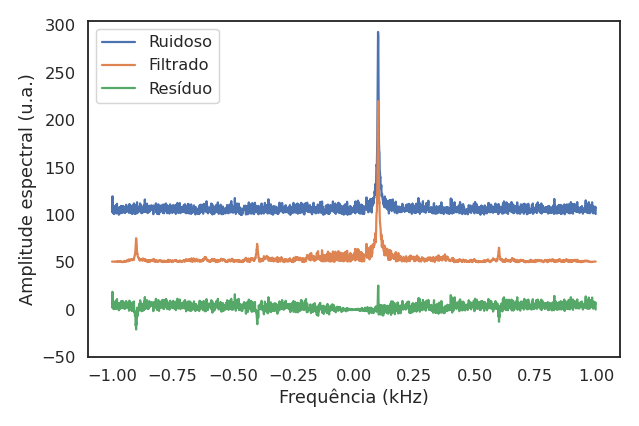 Ruidoso
Filtrado
Resíduo
300
250
200
150
100
50
0
−50
Amplitude espectral (u.a.)
−1.00 −0.75 −0.50 −0.25 0.00 0.25 0.50 0.75 1.00
Frequência (kHz)